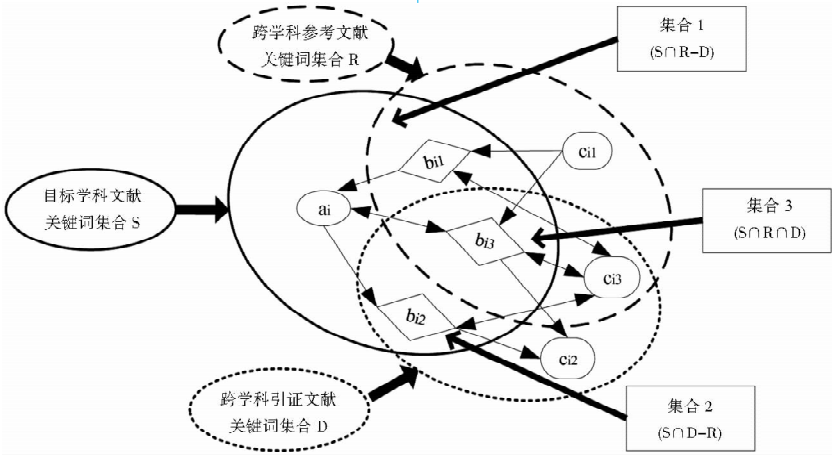 跨学科参考文献
关键词集合 R
集合 1
(S∩R−D)
bi1
ci1
目标学科文献
关键词集合 S
ai
bi3
集合 3
(S∩R∩D)
ci3
bi2
ci2
跨学科引证文献
关键词集合 D
集合 2
(S∩D−R)